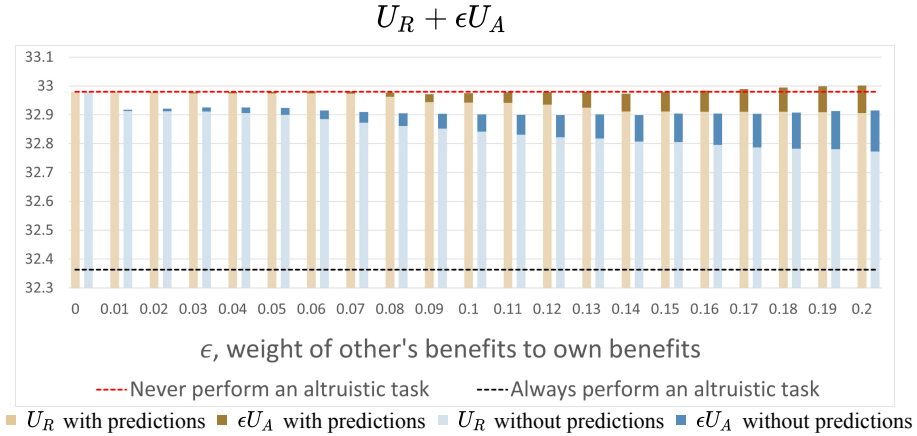 U_R + ϵU_A
33.1
33
32.9
32.8
32.7
32.6
32.5
32.4
32.3
0 0.01 0.02 0.03 0.04 0.05 0.06 0.07 0.08 0.09 0.1 0.11 0.12 0.13 0.14 0.15 0.16 0.17 0.18 0.19 0.2
ϵ, weight of other's benefits to own benefits
Never perform an altruistic task Always perform an altruistic task
U_R with predictions ϵU_A with predictions U_R without predictions ϵU_A without predictions